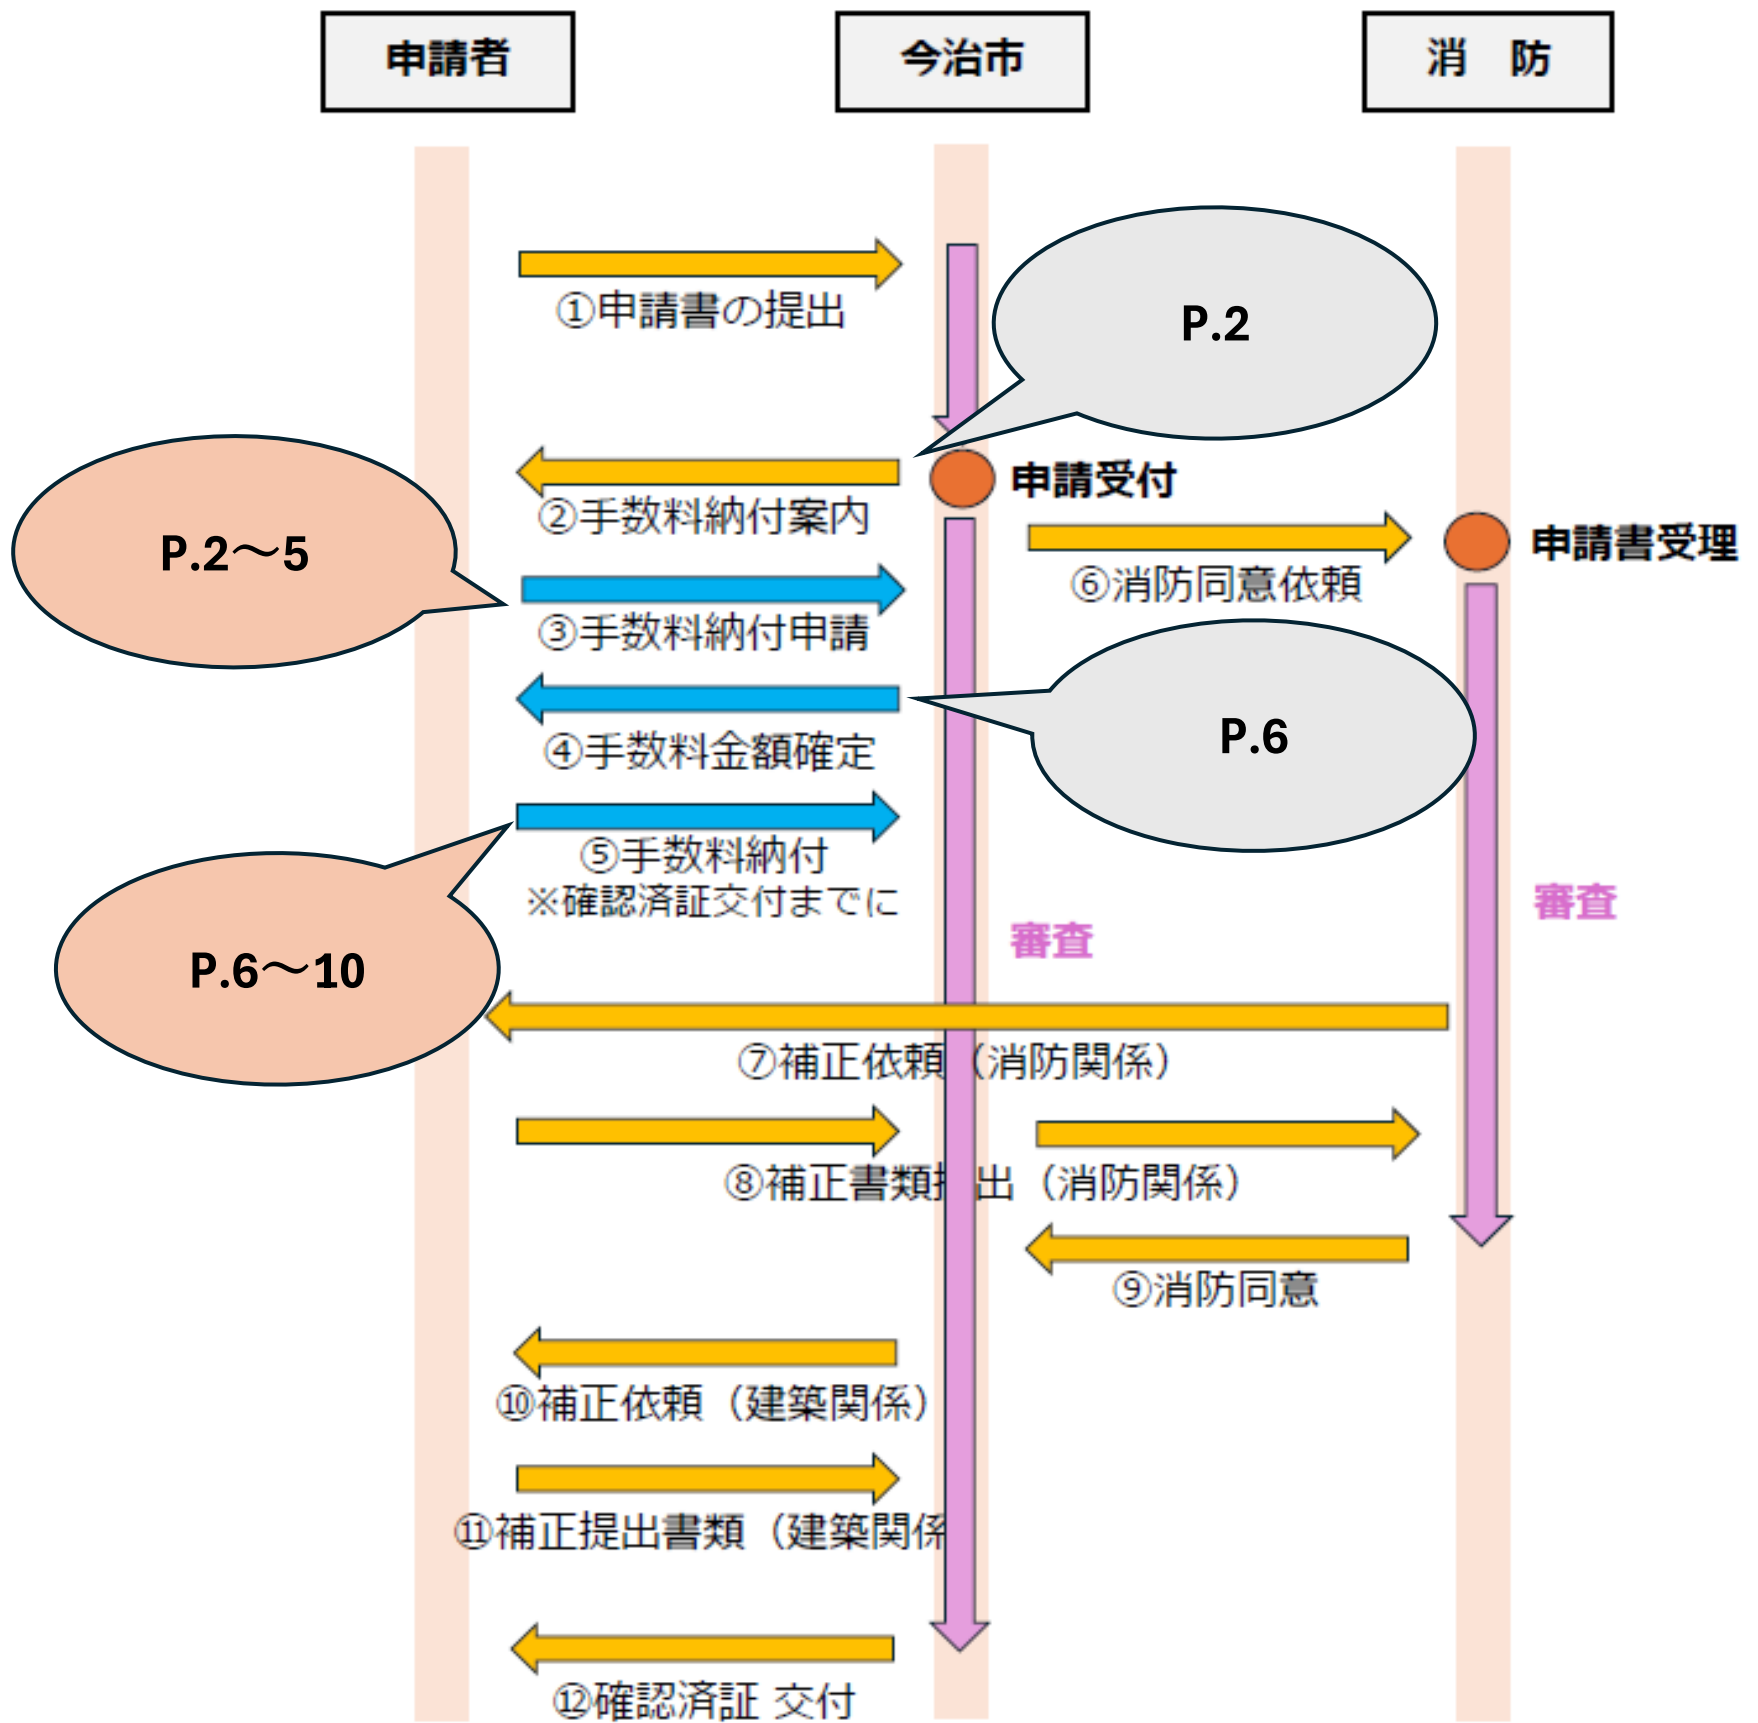 申請者
今治市
消　防
①申請書の提出
P.2
申請受付
②手数料納付案内
申請書受理
P.2～5
⑥消防同意依頼
③手数料納付申請
P.6
④手数料金額確定
⑤手数料納付
※確認済証交付までに
審査
審査
P.6～10
⑦補正依頼（消防関係）
⑧補正書類提出（消防関係）
⑨消防同意
⑩補正依頼（建築関係）
⑪補正提出書類（建築関係
⑫確認済証 交付